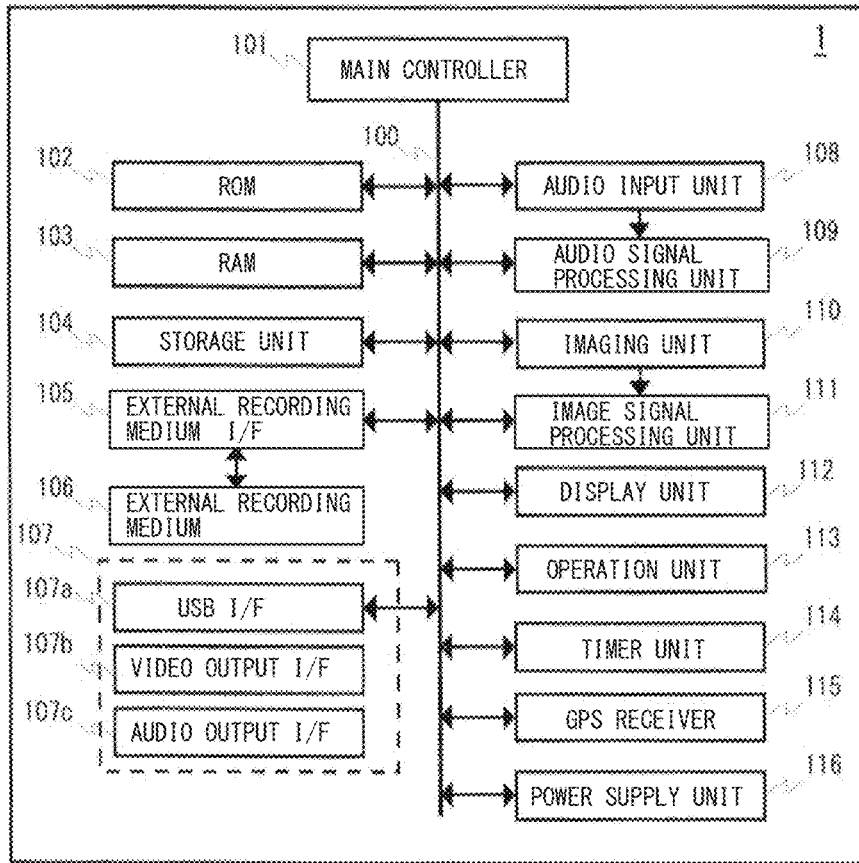 1
101
MAIN CONTROLLER
100
102
ROM
103
RAM
104
STORAGE UNIT
105
EXTERNAL RECORDING
MEDIUM I/F
106
EXTERNAL RECORDING
MEDIUM
107
107a
USB I/F
107b
VIDEO OUTPUT I/F
107c
AUDIO OUTPUT I/F
108
AUDIO INPUT UNIT
109
AUDIO SIGNAL
PROCESSING UNIT
110
IMAGING UNIT
111
IMAGE SIGNAL
PROCESSING UNIT
112
DISPLAY UNIT
113
OPERATION UNIT
114
TIMER UNIT
115
GPS RECEIVER
116
POWER SUPPLY UNIT